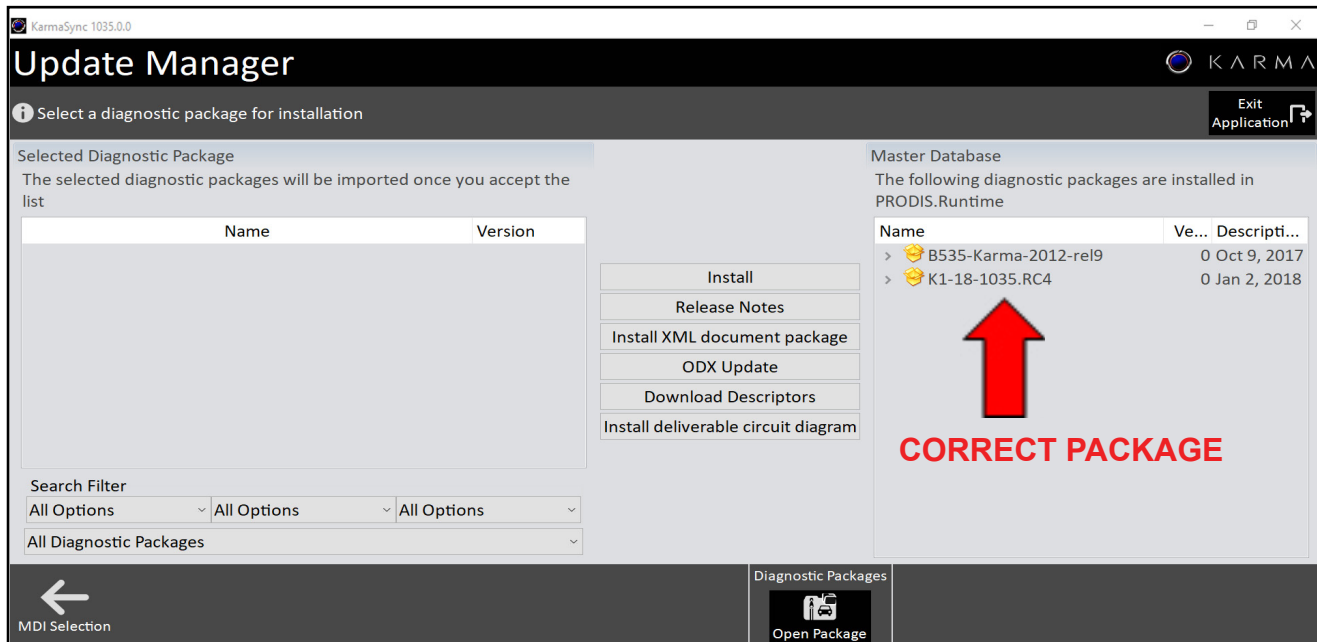 KarmaSync 1035.0.0
Update Manager
KARMA
Select a diagnostic package for installation
Exit
Application
Selected Diagnostic Package
The selected diagnostic packages will be imported once you accept the
list
Name Version
Install
Release Notes
Install XML document package
ODX Update
Download Descriptors
Install deliverable circuit diagram
Search Filter
All Options All Options All Options
All Diagnostic Packages
Master Database
The following diagnostic packages are installed in
PRODIS.Runtime
Name Ve... Descripti...
B535-Karma-2012-rel9 0 Oct 9, 2017
K1-18-1035.RC4 0 Jan 2, 2018
CORRECT PACKAGE
MDI Selection
Diagnostic Packages
Open Package